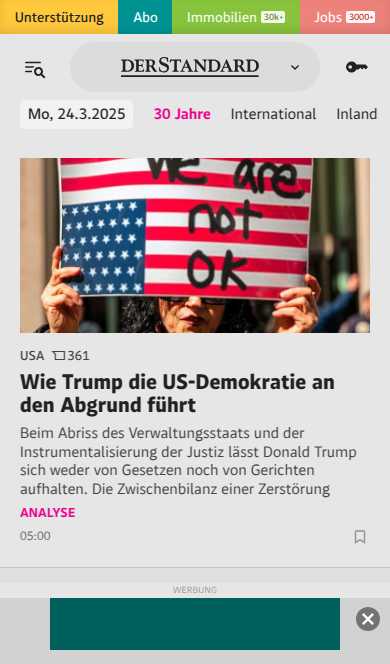 Unterstützung Abo Immobilien 30k+ Jobs 3000+
DERSTANDARD
Mo, 24.3.2025 30 Jahre International Inland
We are
not
OK
USA 361
Wie Trump die US-Demokratie an
den Abgrund führt
Beim Abriss des Verwaltungsstaats und der
Instrumentalisierung der Justiz lässt Donald Trump
sich weder von Gesetzen noch von Gerichten
aufhalten. Die Zwischenbilanz einer Zerstörung
ANALYSE
05:00
WERBUNG